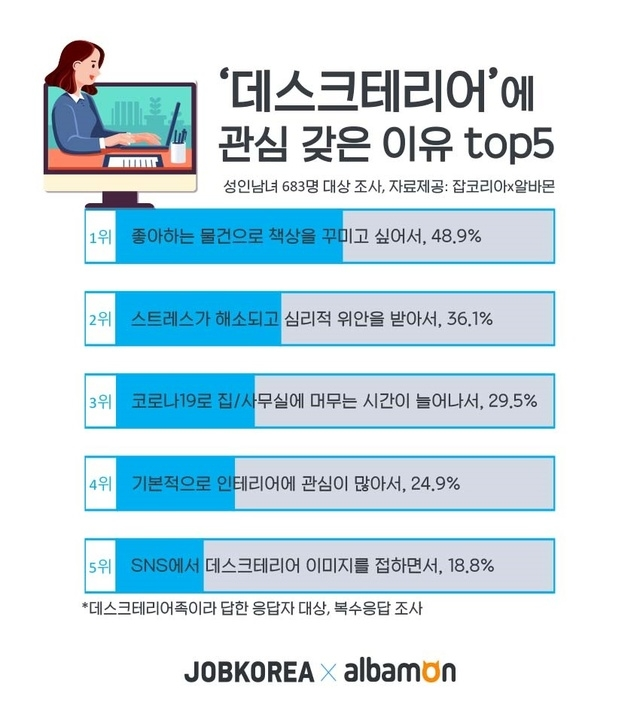 ‘데스크테리어’에
관심 갖은 이유 top5
성인남녀 683명 대상 조사, 자료제공: 잡코리아x알바몬
1위 좋아하는 물건으로 책상을 꾸미고 싶어서, 48.9%
2위 스트레스가 해소되고 심리적 위안을 받아서, 36.1%
3위 코로나19로 집/사무실에 머무는 시간이 늘어나서, 29.5%
4위 기본적으로 인테리어에 관심이 많아서, 24.9%
5위 SNS에서 데스크테리어 이미지를 접하면서, 18.8%
*데스크테리어족이라 답한 응답자 대상, 복수응답 조사
JOBKOREA × albamon